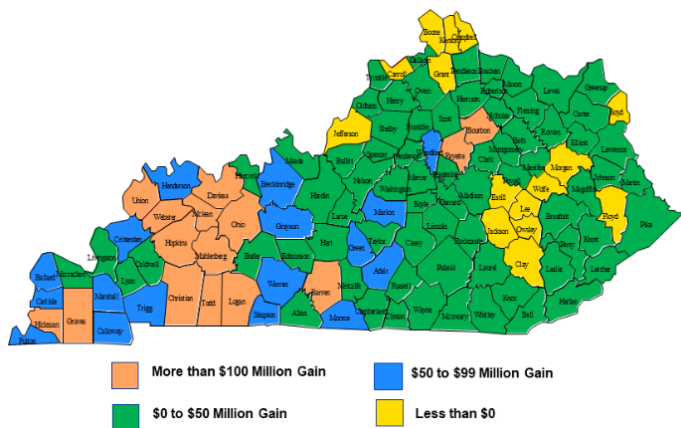 Boone
Campbell
Carroll
Grant
Pendleton
Bracken
Trimble
Owen
Mason
Lewis
Greenup
Oldham
Henry
Harrison
Robertson
Fleming
Carter
Boyd
Jefferson
Shelby
Franklin
Scott
Nicholas
Bourbon
Bath
Rowan
Elliott
Lawrence
Meade
Bullitt
Spencer
Fayette
Clark
Montgomery
Menifee
Morgan
Johnson
Martin
Henderson
Daviess
Hancock
Breckinridge
Hardin
Nelson
Washington
Mercer
Madison
Estill
Powell
Wolfe
Magoffin
Floyd
Pike
Union
Webster
Mclean
Ohio
Grayson
Larue
Marion
Boyle
Garrard
Lee
Breathitt
Crittenden
Hopkins
Muhlenberg
Butler
Edmonson
Hart
Green
Taylor
Casey
Lincoln
Rockcastle
Jackson
Owsley
Perry
Knott
Livingston
Caldwell
Lyon
Warren
Barren
Metcalfe
Adair
Russell
Pulaski
Laurel
Clay
Leslie
Letcher
Ballard
Mccracken
Carlisle
Marshall
Trigg
Christian
Todd
Logan
Simpson
Allen
Monroe
Cumberland
Clinton
Wayne
Mccreary
Whitley
Knox
Bell
Harlan
Hickman
Graves
Calloway
Fulton
More than $100 Million Gain
$50 to $99 Million Gain
$0 to $50 Million Gain
Less than $0